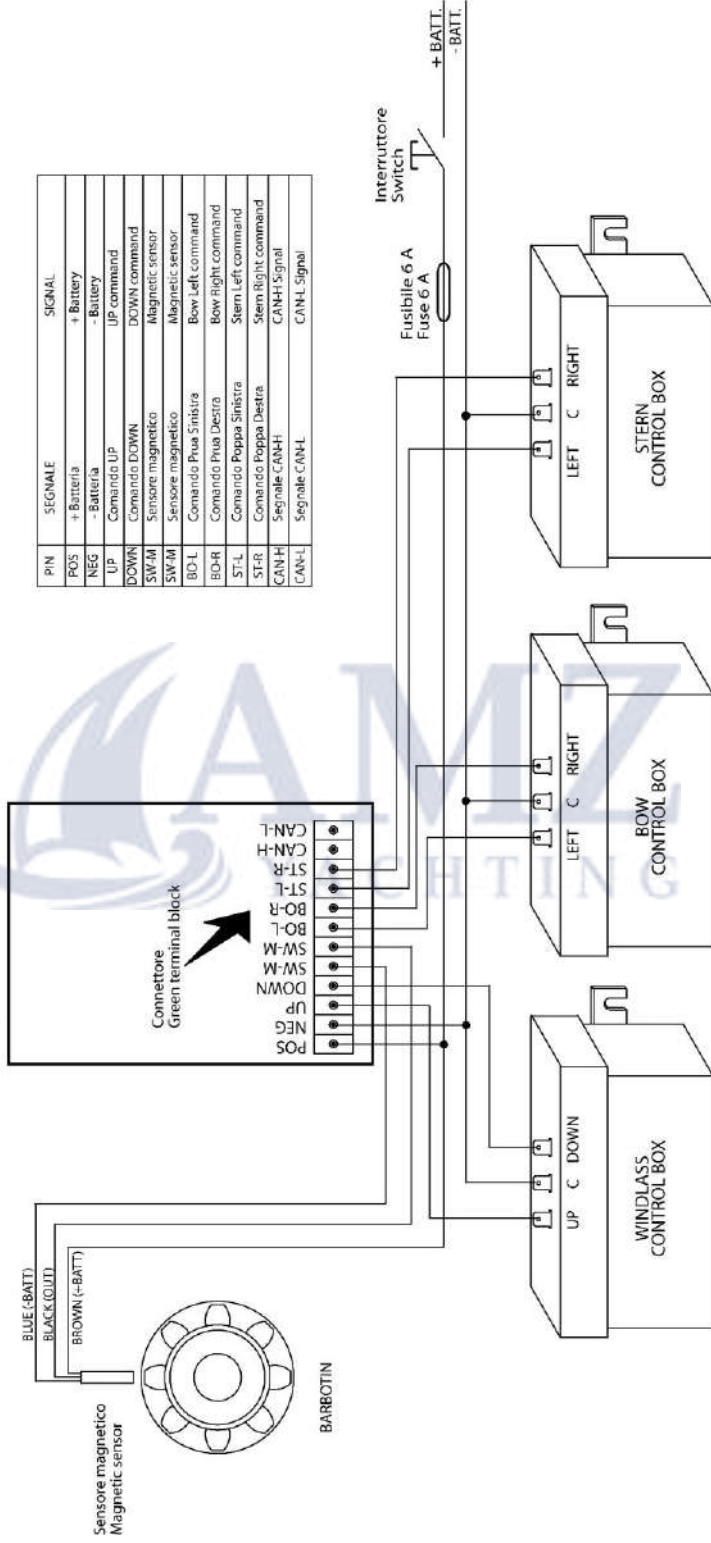 Sensore magnetico
Magnetic sensor
BLUE (-BATT)
BLACK (OUT)
BROWN (+BATT)
BARBOTIN
Connettore
Green terminal block
POS
NEG
UP
DOWN
SW-M
SW-M
BO-L
BO-R
ST-L
ST-R
CAN-H
CAN-L
PIN SEGNALE SIGNAL
POS + Batteria + Battery
NEG - Batteria - Battery
UP Comando UP UP command
DOWN Comando DOWN DOWN command
SW-M Sensore magnetico Magnetic sensor
SW-M Sensore magnetico Magnetic sensor
BO-L Comando Prua Sinistra Bow Left command
BO-R Comando Prua Destra Bow Right command
ST-L Comando Poppa Sinistra Stern Left command
ST-R Comando Poppa Destra Stern Right command
CAN-H Segnale CAN-H CAN-H Signal
CAN-L Segnale CAN-L CAN-L Signal
Interruttore
Switch
+ BATT.
- BATT.
Fusibile 6 A
Fuse 6 A
UP C DOWN
WINDLASS
CONTROL BOX
LEFT C RIGHT
BOW
CONTROL BOX
LEFT C RIGHT
STERN
CONTROL BOX
AMZ
YACHTING